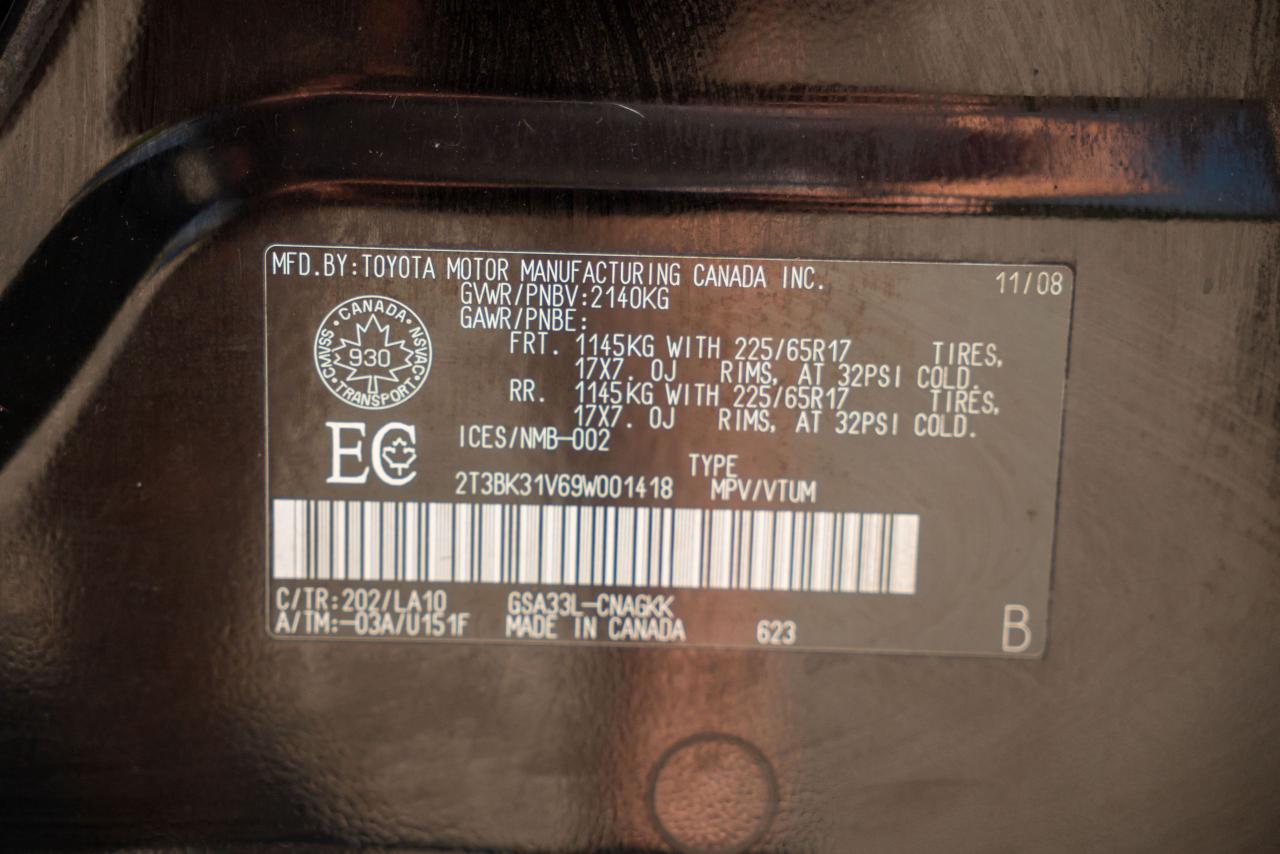 MFD.BY:TOYOTA MOTOR MANUFACTURING CANADA INC. 11/08
GVWR/PNBV:2140KG
GAWR/PNBE:
FRT. 1145KG WITH 225/65R17 TIRES,
17X7. 0J RIMS, AT 32PSI COLD.
RR. 1145KG WITH 225/65R17 TIRES,
17X7. 0J RIMS, AT 32PSI COLD.
CANADA
CMVSS 930 NSVAC
TRANSPORT
EC
ICES/NMB-002
TYPE
2T3BK31V69W001418 MPV/VTUM
C/TR:202/LA10 GSA33L-CNAGKK
A/TM:-03A/U151F MADE IN CANADA 623
B